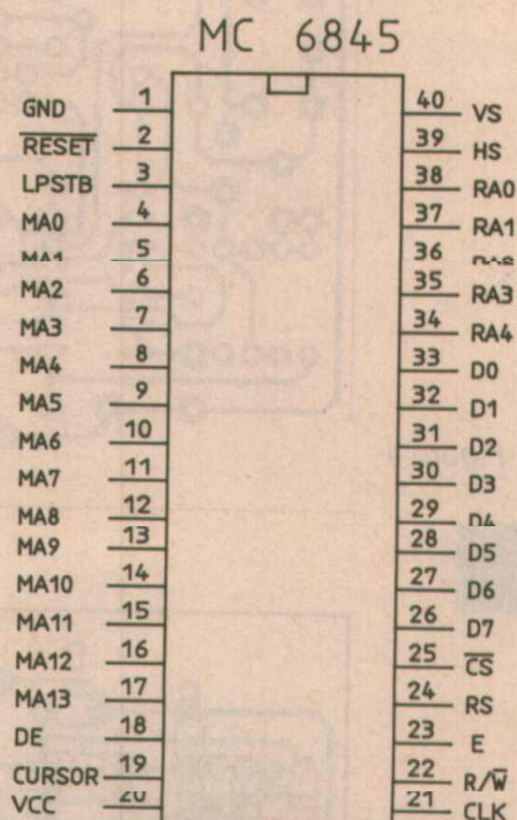 MC 6845
GND 1 40 VS
RESET 2 39 HS
LPSTB 3 38 RA0
MA0 4 37 RA1
MA1 5 36
MA2 6 35 RA3
MA3 7 34 RA4
MA4 8 33 D0
MA5 9 32 D1
MA6 10 31 D2
MA7 11 30 D3
MA8 12 29 D4
MA9 13 28 D5
MA10 14 27 D6
MA11 15 26 D7
MA12 16 25 CS
MA13 17 24 RS
DE 18 23 E
CURSOR 19 22 R/W
VCC 20 21 CLK